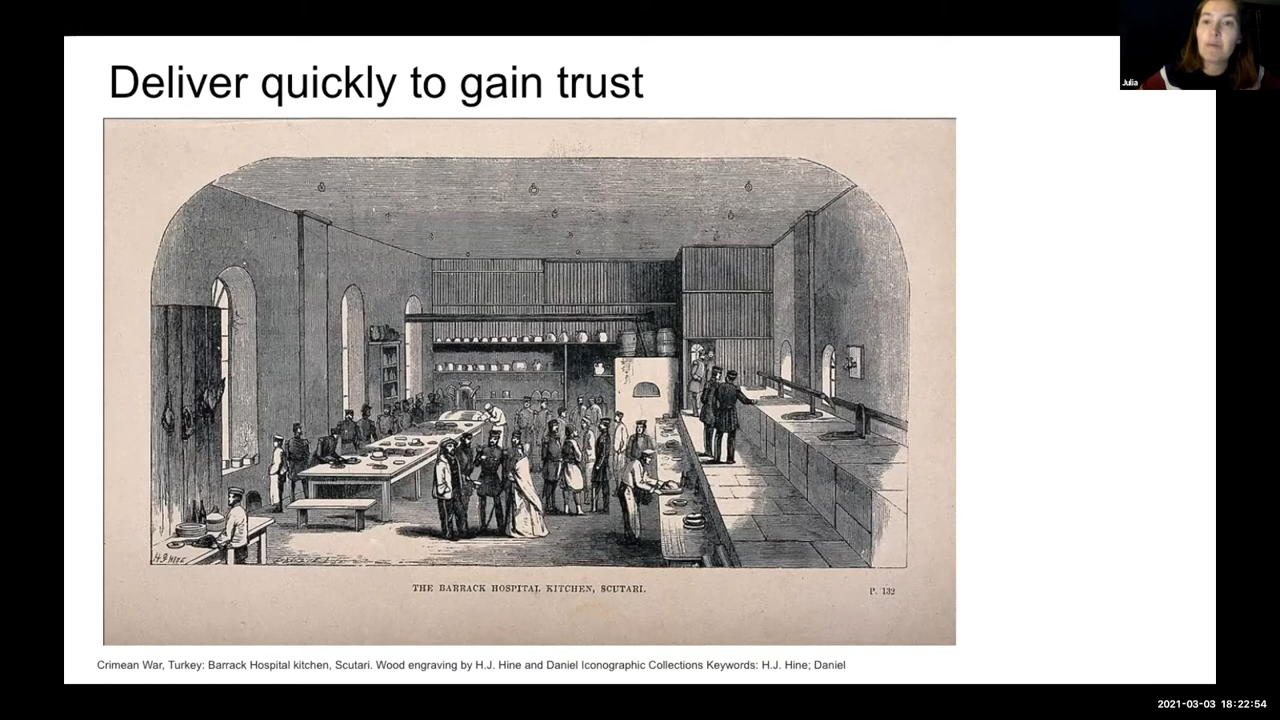 Deliver quickly to gain trust
Julia
H.J. HINE
THE BARRACK HOSPITAL KITCHEN, SCUTARI.
P. 132
Crimean War, Turkey: Barrack Hospital kitchen, Scutari. Wood engraving by H.J. Hine and Daniel Iconographic Collections Keywords: H.J. Hine; Daniel
2021-03-03 18:22:54